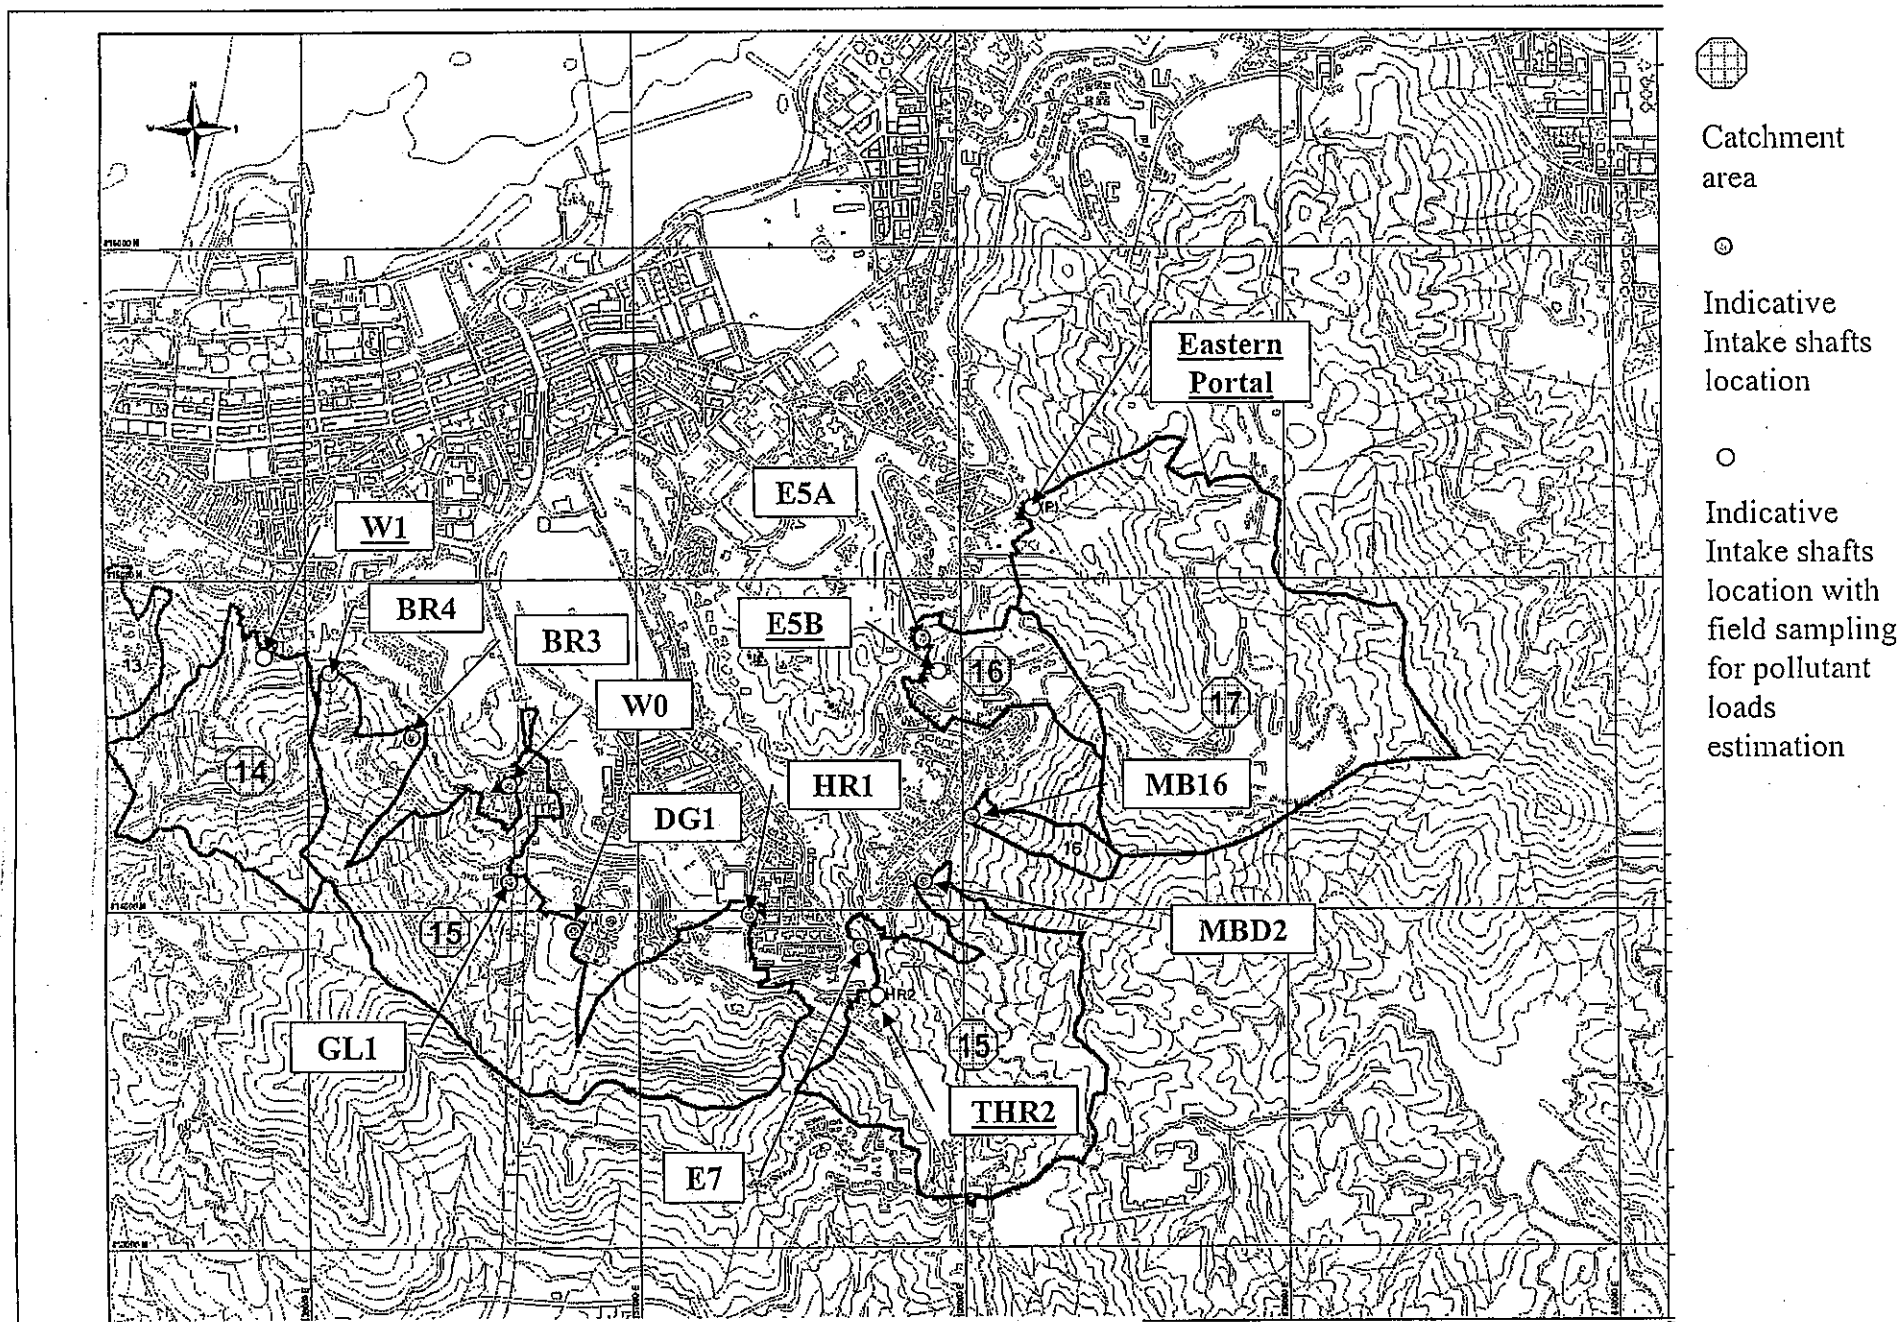 Catchment
area
Indicative
Intake shafts
location
Indicative
Intake shafts
location with
field sampling
for pollutant
loads
estimation
Eastern
Portal
E5A
W1
BR4
E5B
BR3
13
16
17
W0
14
HR1
MB16
DG1
16
15
MBD2
HR2
GL1
15
THR2
E7